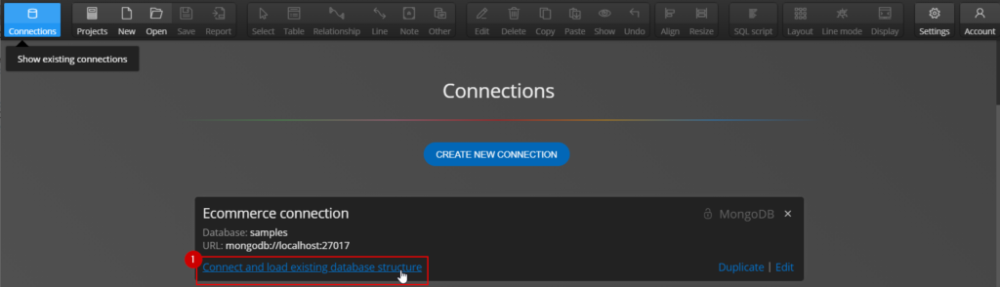 Connections Projects New Open Save Report Select Table Relationship Line Note Other Edit Delete Copy Paste Show Undo Align Resize SQL script Layout Line mode Display Settings Account
Show existing connections
Connections
CREATE NEW CONNECTION
Ecommerce connection MongoDB ×
Database: samples
URL: mongodb://localhost:27017
1
Connect and load existing database structure Duplicate | Edit